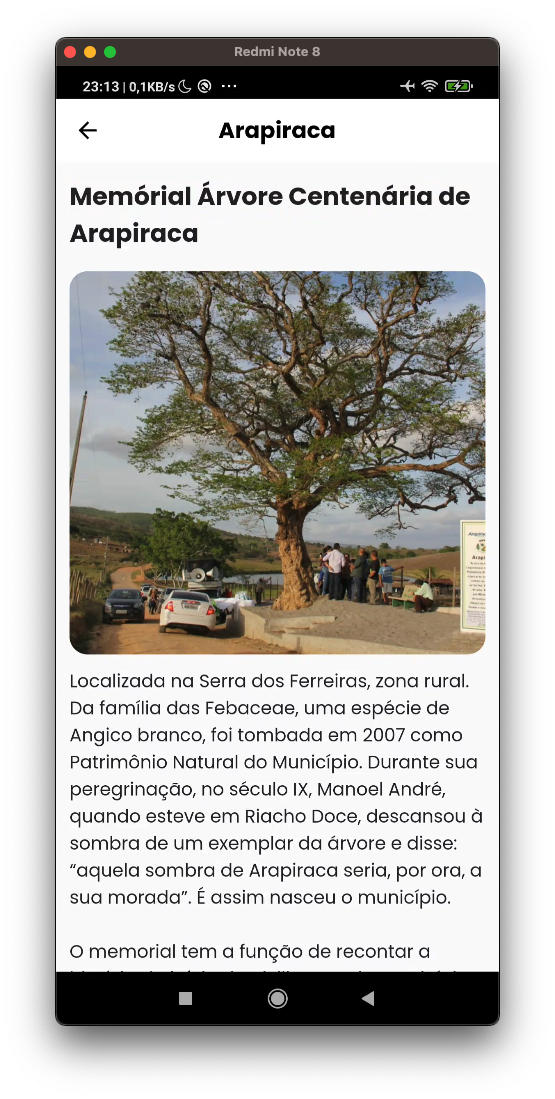 Redmi Note 8
23:13 | 0,1KB/s ...
Arapiraca
Memórial Árvore Centenária de
Arapiraca
Localizada na Serra dos Ferreiras, zona rural.
Da família das Febaceae, uma espécie de
Angico branco, foi tombada em 2007 como
Patrimônio Natural do Município. Durante sua
peregrinação, no século IX, Manoel André,
quando esteve em Riacho Doce, descansou à
sombra de um exemplar da árvore e disse:
“aquela sombra de Arapiraca seria, por ora, a
sua morada”. É assim nasceu o município.
O memorial tem a função de recontar a